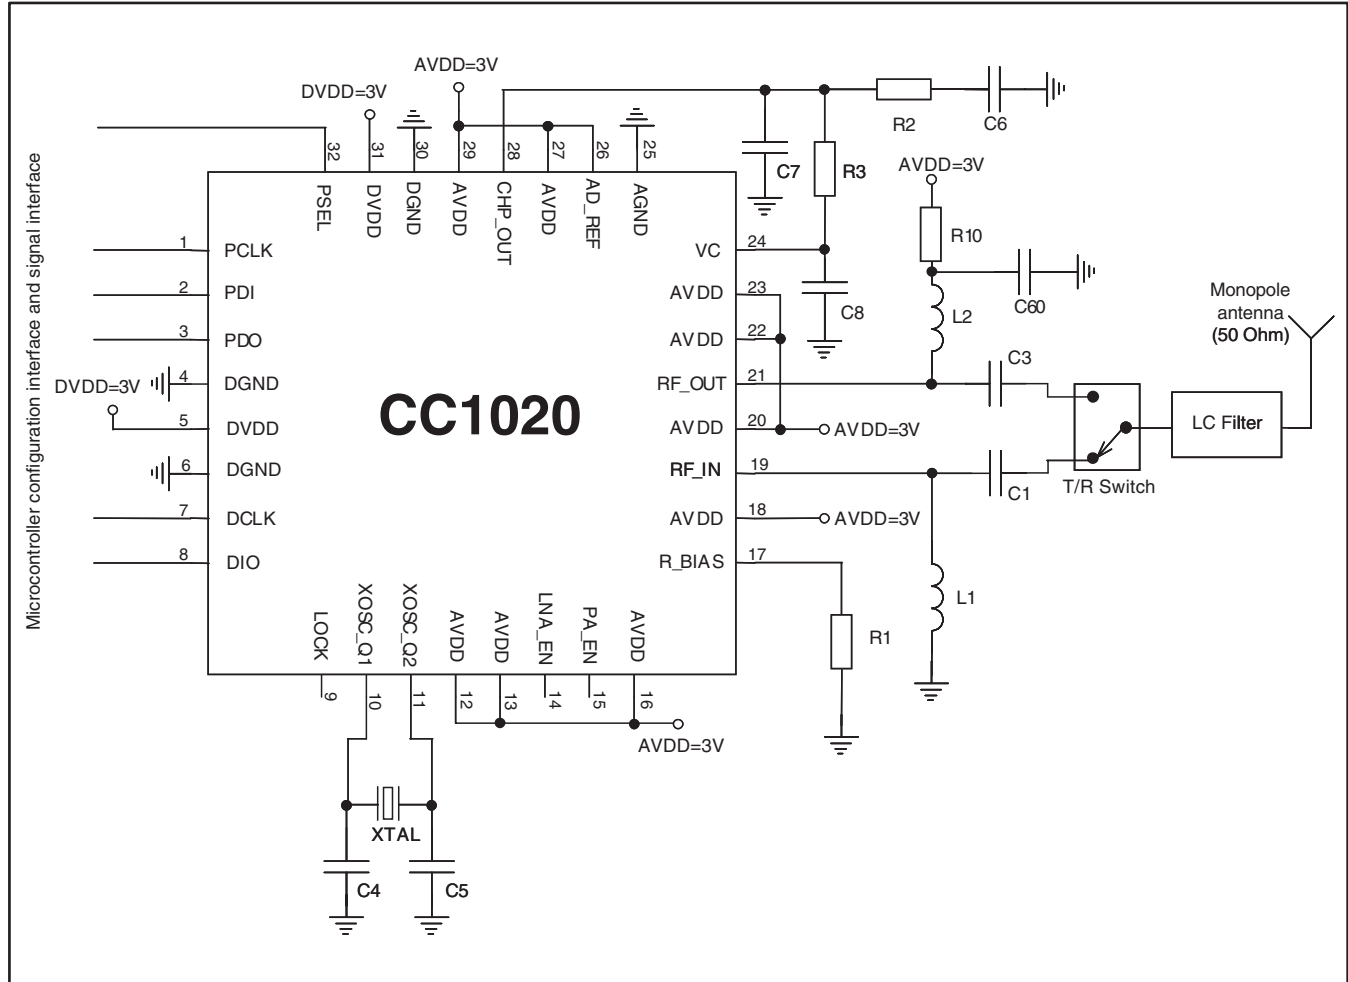 Microcontroller configuration interface and signal interface
AVDD=3V
DVDD=3V
32
31
30
29
28
27
26
25
PSEL
DVDD
DGND
AVDD
CHP_OUT
AVDD
AD_REF
AGND
C7
R3
R2
C6
AVDD=3V
R10
C60
L2
C8
1 PCLK
2 PDI
3 PDO
4 DGND
DVDD=3V
5 DVDD
6 DGND
7 DCLK
8 DIO
CC1020
VC 24
AVDD 23
AVDD 22
RF_OUT 21
AVDD 20
AVDD=3V
RF_IN 19
AVDD 18
AVDD=3V
R_BIAS 17
C3
C1
T/R Switch
LC Filter
Monopole
antenna
(50 Ohm)
L1
R1
LOCK
XOSC_Q1
XOSC_Q2
AVDD
AVDD
LNA_EN
PA_EN
AVDD
9
10
11
12
13
14
15
16
AVDD=3V
XTAL
C4
C5